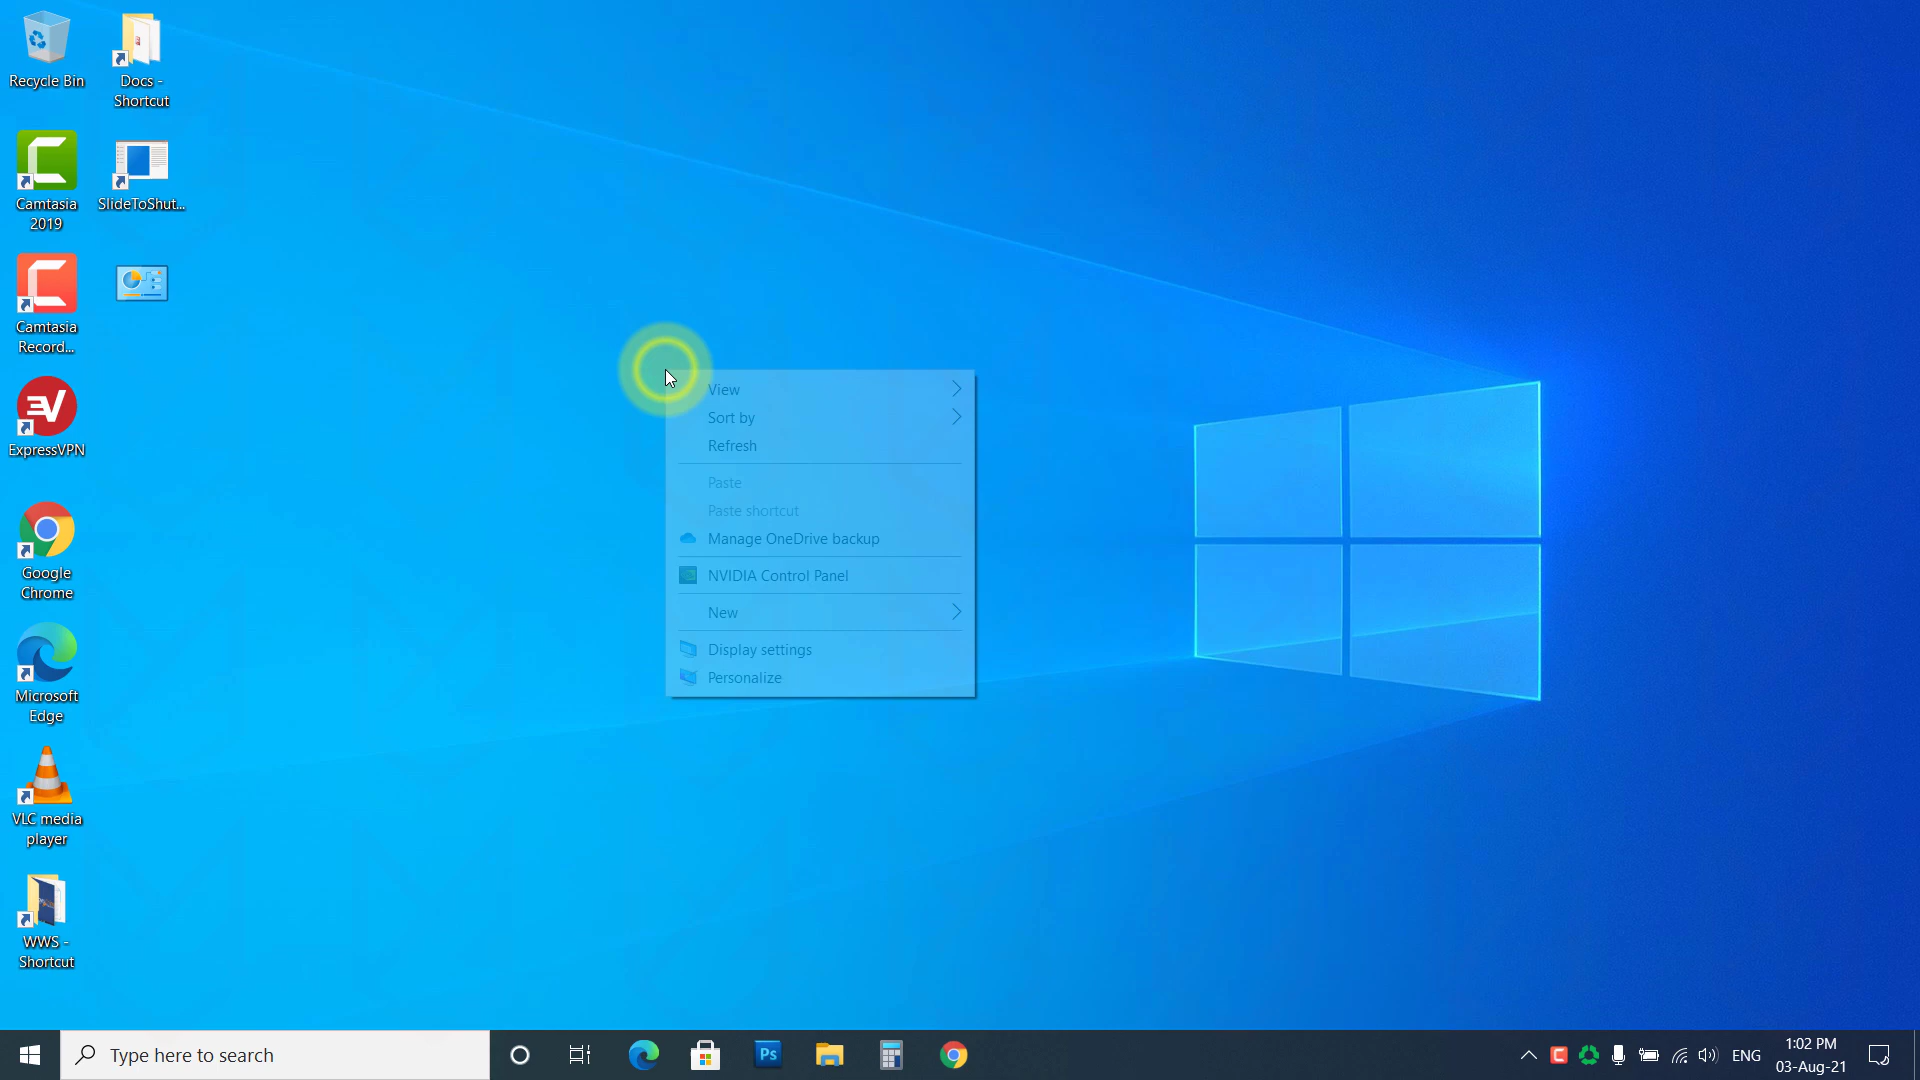 Recycle Bin
Docs -
Shortcut
Camtasia
2019
SlideToShut...
Camtasia
Record...
ExpressVPN
Google
Chrome
Microsoft
Edge
VLC media
player
WWS -
Shortcut
View
Sort by
Refresh
Paste
Paste shortcut
Manage OneDrive backup
NVIDIA Control Panel
New
Display settings
Personalize
Type here to search
Ps
ENG
1:02 PM
03-Aug-21